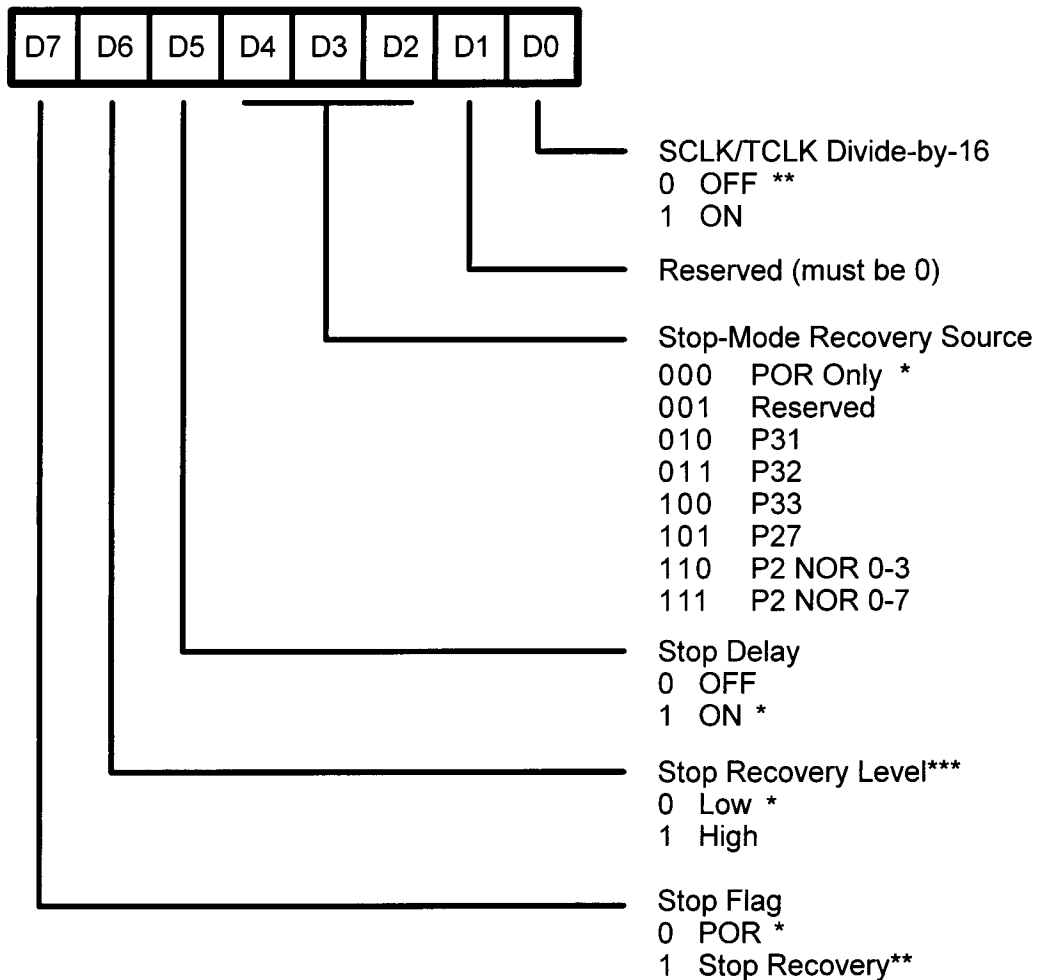 D7 D6 D5 D4 D3 D2 D1 D0
SCLK/TCLK Divide-by-16
0 OFF **
1 ON
Reserved (must be 0)
Stop-Mode Recovery Source
000 POR Only *
001 Reserved
010 P31
011 P32
100 P33
101 P27
110 P2 NOR 0-3
111 P2 NOR 0-7
Stop Delay
0 OFF
1 ON *
Stop Recovery Level***
0 Low *
1 High
Stop Flag
0 POR *
1 Stop Recovery**